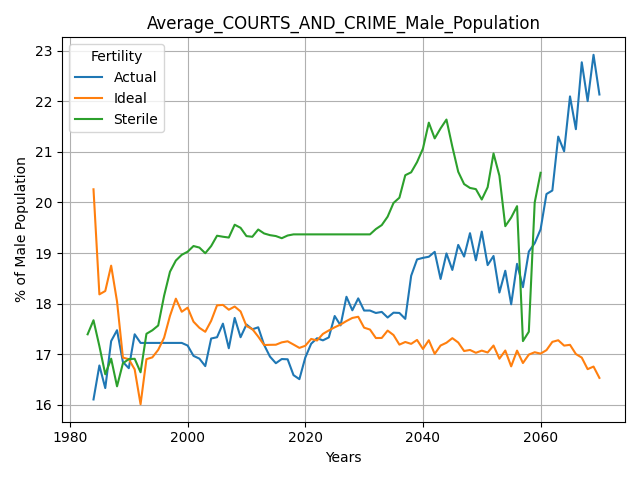 Average_COURTS_AND_CRIME_Male_Population
Fertility
Actual
Ideal
Sterile
% of Male Population
23
22
21
20
19
18
17
16
1980
2000
2020
2040
2060
Years